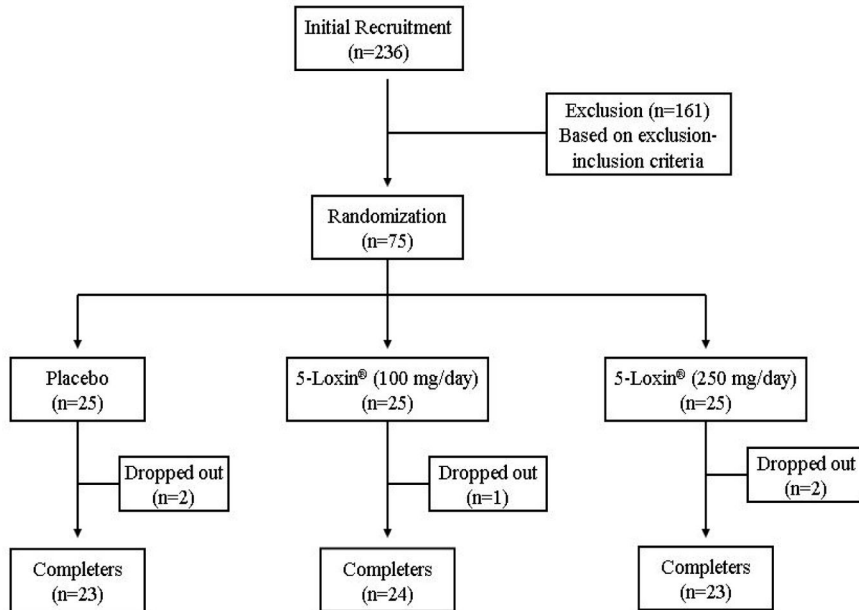 Initial Recruitment
(n=236)
Exclusion (n=161)
Based on exclusion-
inclusion criteria
Randomization
(n=75)
Placebo
(n=25)
5-Loxin® (100 mg/day)
(n=25)
5-Loxin® (250 mg/day)
(n=25)
Dropped out
(n=2)
Dropped out
(n=1)
Dropped out
(n=2)
Completers
(n=23)
Completers
(n=24)
Completers
(n=23)